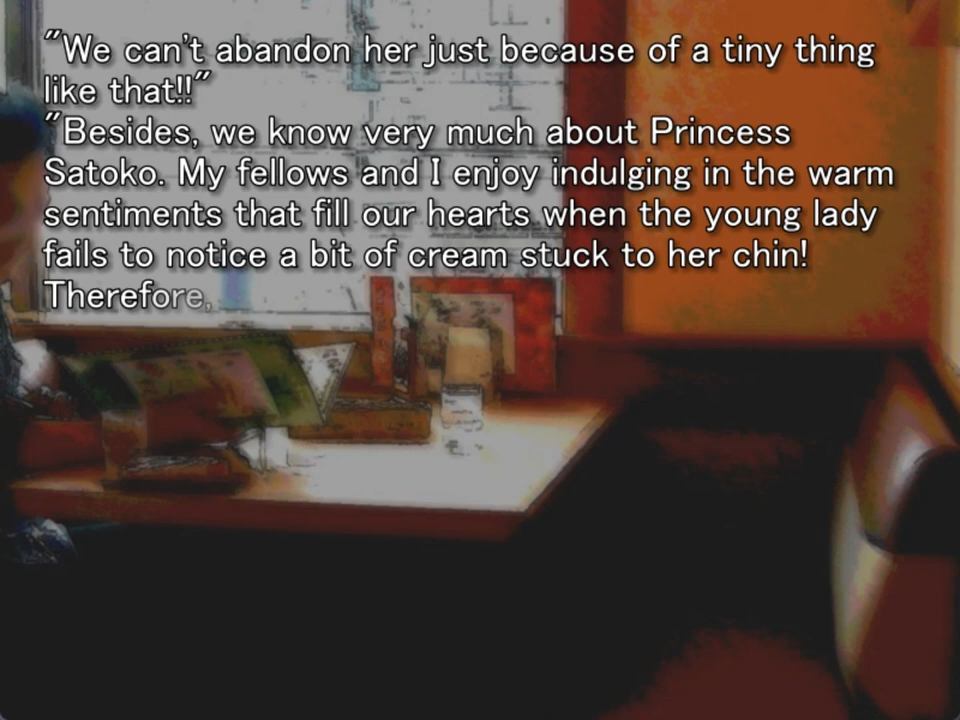 "We can't abandon her just because of a tiny thing
like that!!"
"Besides, we know very much about Princess
Satoko. My fellows and I enjoy indulging in the warm
sentiments that fill our hearts when the young lady
fails to notice a bit of cream stuck to her chin!
Therefore,